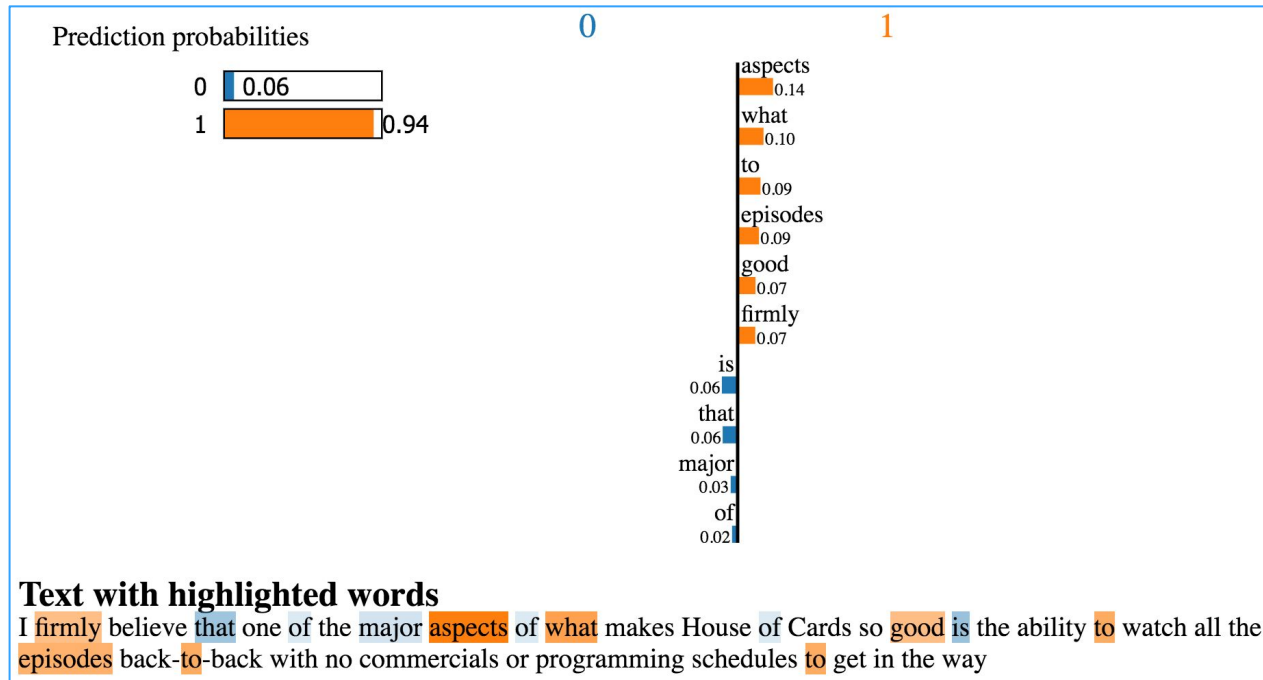 Prediction probabilities
0 0.06
1 0.94
0 1
aspects
0.14
what
0.10
to
0.09
episodes
0.09
good
0.07
firmly
0.07
is
0.06
that
0.06
major
0.03
of
0.02
Text with highlighted words
I firmly believe that one of the major aspects of what makes House of Cards so good is the ability to watch all the
episodes back-to-back with no commercials or programming schedules to get in the way